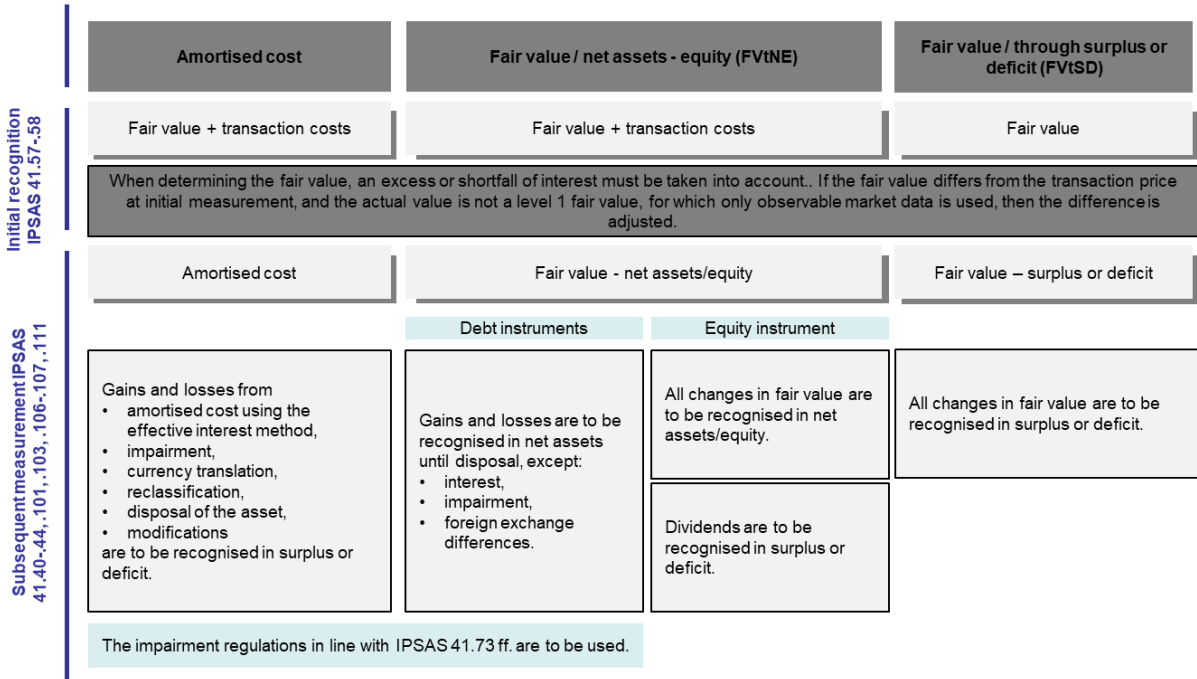 Amortised cost
Fair value / net assets - equity (FVtNE)
Fair value / through surplus or
deficit (FVtSD)
Initial recognition
IPSAS 41.57-.58
Fair value + transaction costs
Fair value + transaction costs
Fair value
When determining the fair value, an excess or shortfall of interest must be taken into account.. If the fair value differs from the transaction price
at initial measurement, and the actual value is not a level 1 fair value, for which only observable market data is used, then the difference is
adjusted.
Subsequent measurement IPSAS
41.40-.44,.101,.103,.106-.107,.111
Amortised cost
Fair value - net assets/equity
Fair value – surplus or deficit
Debt instruments
Equity instrument
Gains and losses from
• amortised cost using the
effective interest method,
• impairment,
• currency translation,
• reclassification,
• disposal of the asset,
• modifications
are to be recognised in surplus or
deficit.
Gains and losses are to be
recognised in net assets
until disposal, except:
• interest,
• impairment,
• foreign exchange
differences.
All changes in fair value are
to be recognised in net
assets/equity.
Dividends are to be
recognised in surplus or
deficit.
All changes in fair value are to be
recognised in surplus or deficit.
The impairment regulations in line with IPSAS 41.73 ff. are to be used.